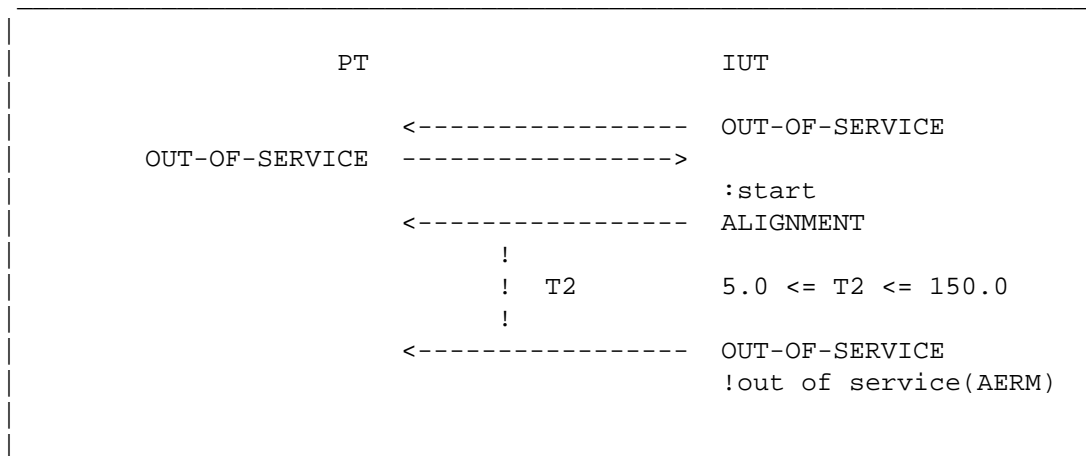 PT IUT
<----------------- OUT-OF-SERVICE
OUT-OF-SERVICE ----------------->
:start
<----------------- ALIGNMENT
!
! T2 5.0 <= T2 <= 150.0
!
<----------------- OUT-OF-SERVICE
!out of service(AERM)